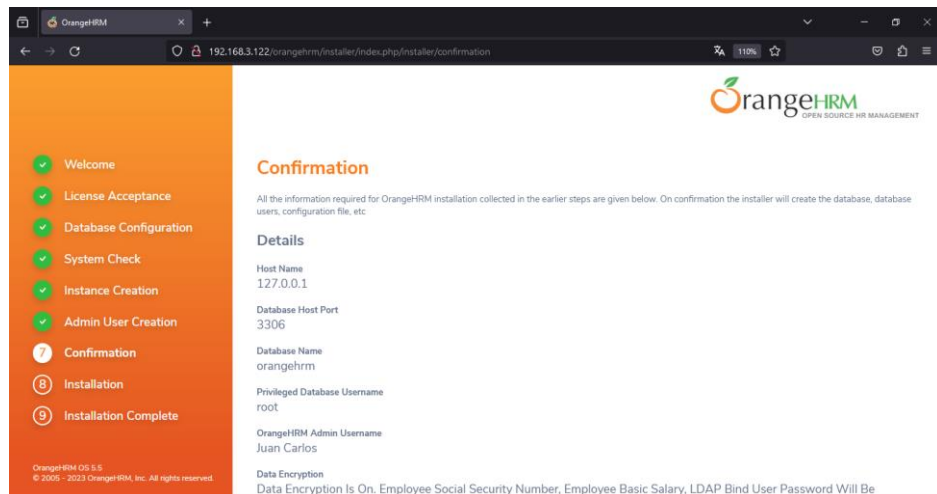 OrangeHRM
192.168.3.122/orangehrm/installer/index.php/installer/confirmation
110%
OrangeHRM
OPEN SOURCE HR MANAGEMENT
Welcome
License Acceptance
Database Configuration
System Check
Instance Creation
Admin User Creation
7 Confirmation
8 Installation
9 Installation Complete
OrangeHRM OS 5.5
© 2005 - 2023 OrangeHRM, Inc. All rights reserved.
Confirmation
All the information required for OrangeHRM installation collected in the earlier steps are given below. On confirmation the installer will create the database, database
users, configuration file, etc
Details
Host Name
127.0.0.1
Database Host Port
3306
Database Name
orangehrm
Privileged Database Username
root
OrangeHRM Admin Username
Juan Carlos
Data Encryption
Data Encryption Is On. Employee Social Security Number, Employee Basic Salary, LDAP Bind User Password Will Be